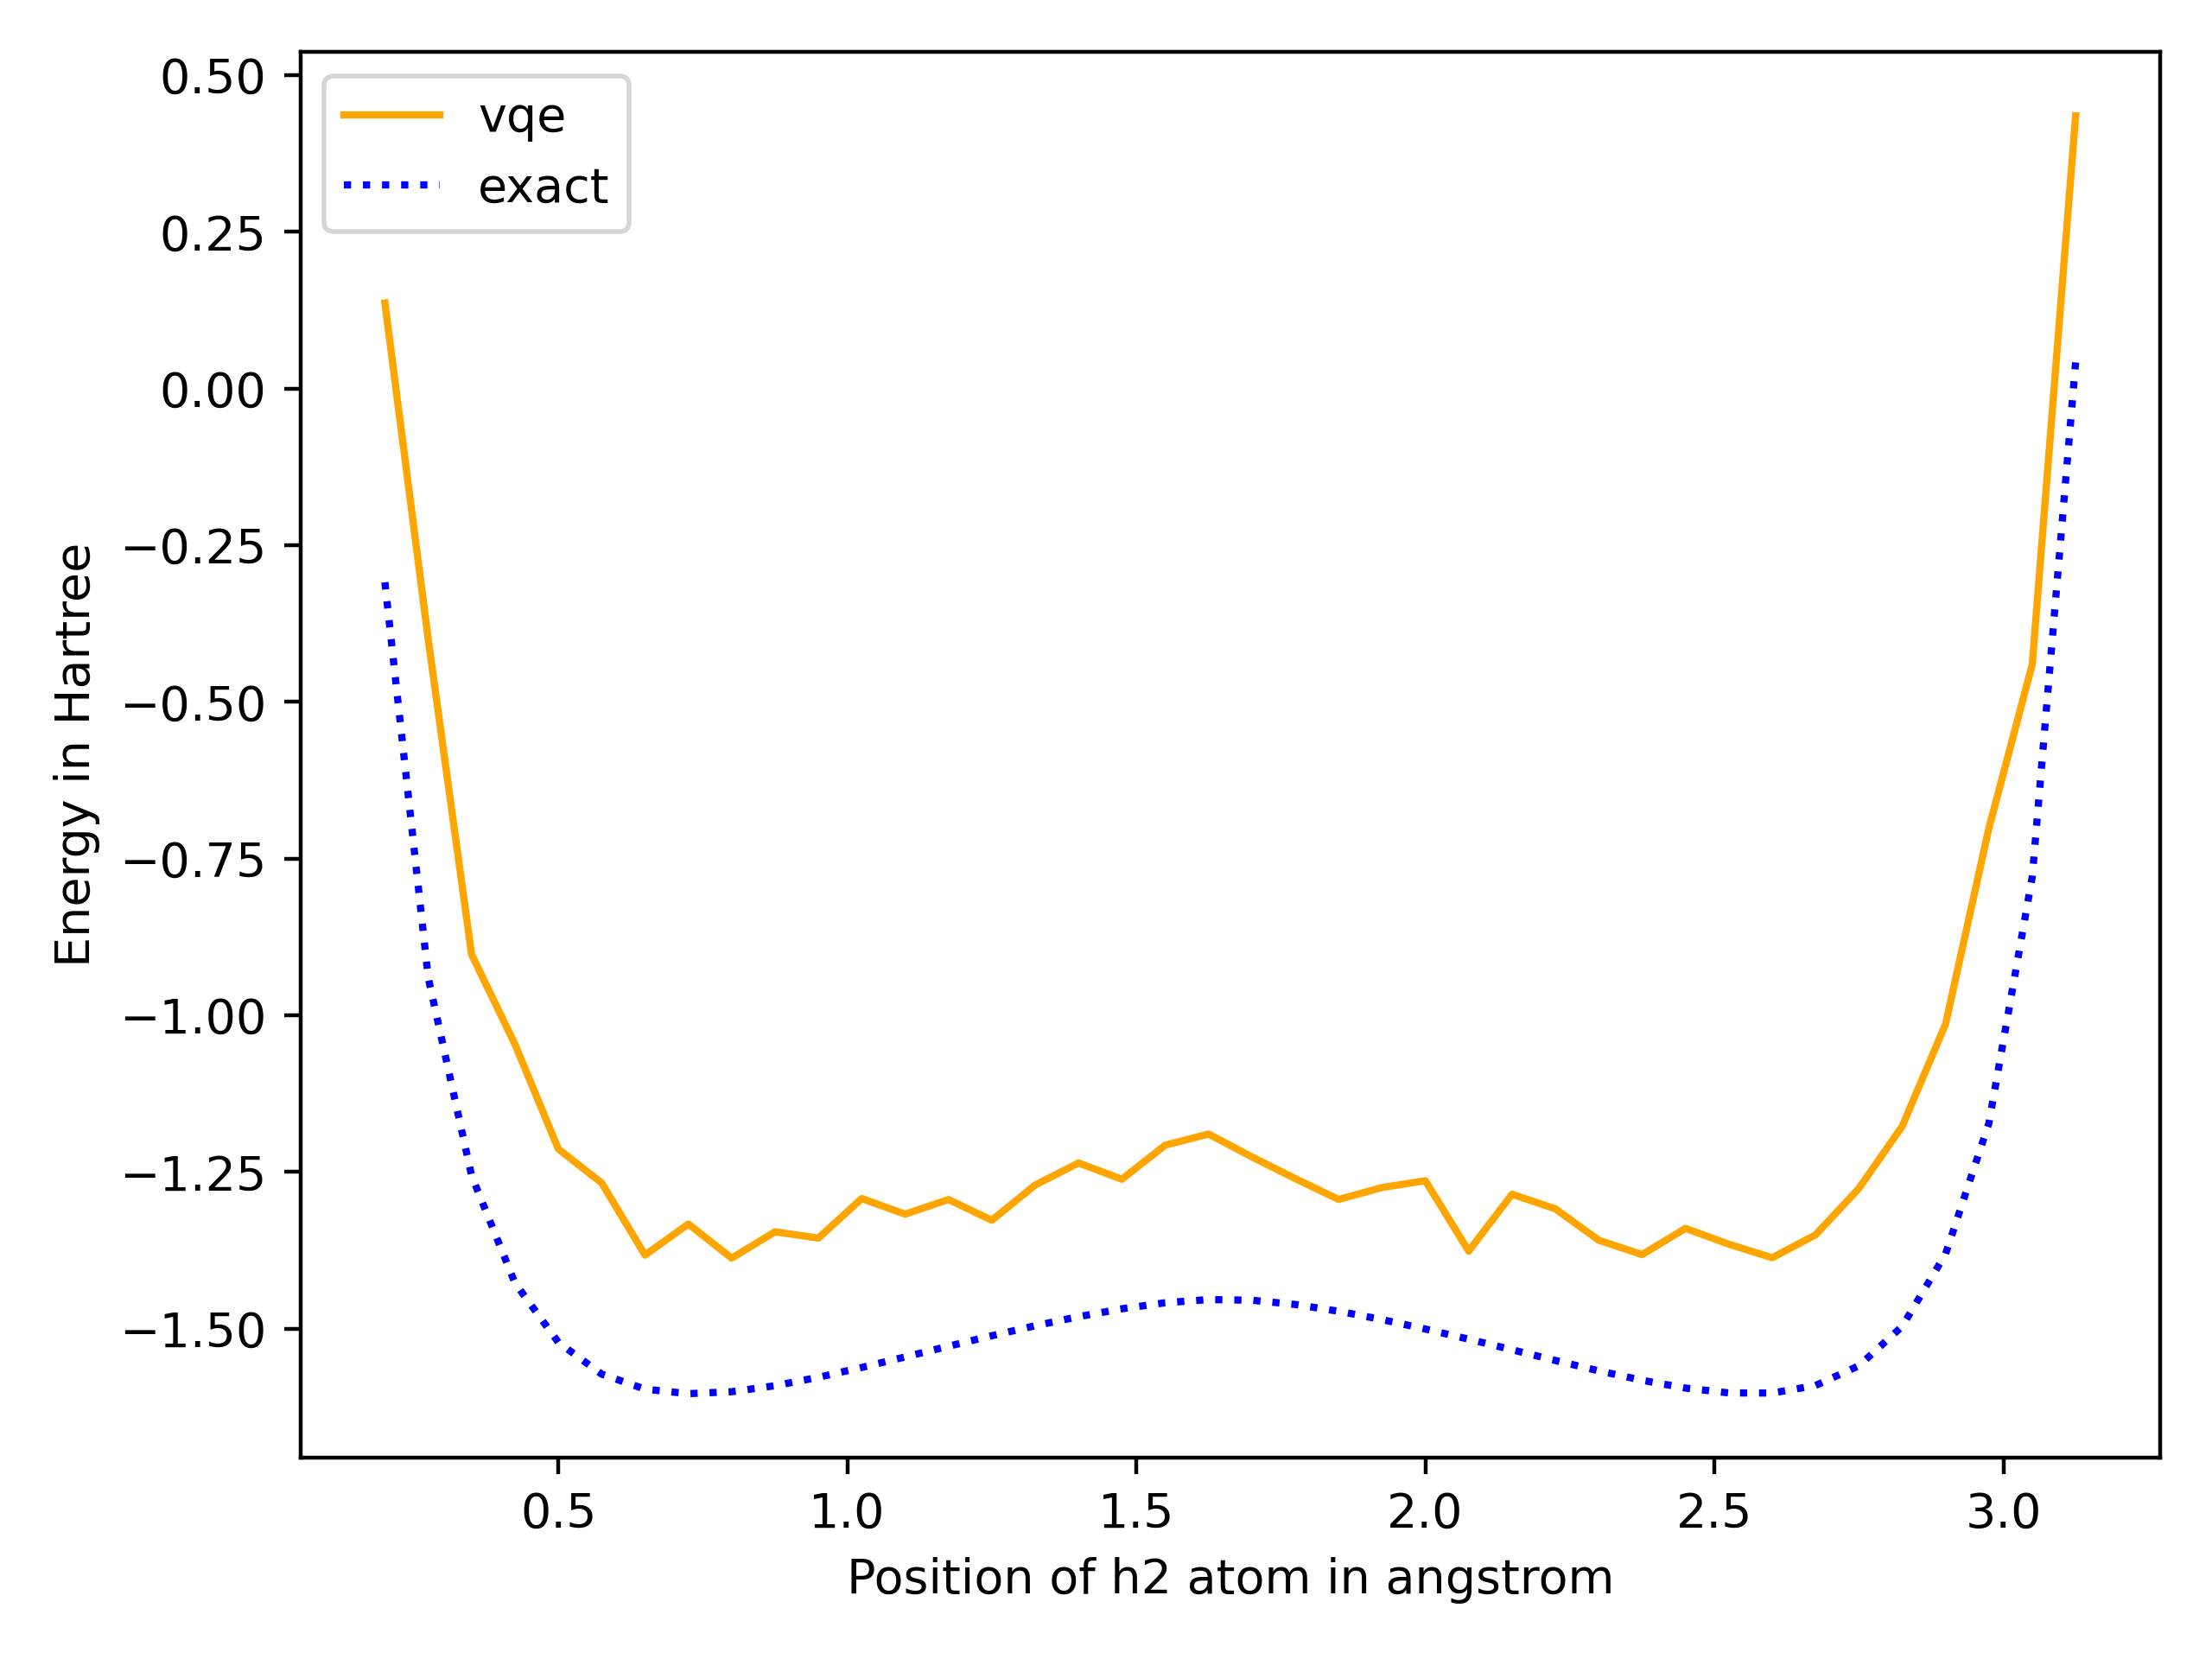 vqe
exact
0.50
0.25
0.00
−0.25
−0.50
−0.75
−1.00
−1.25
−1.50
Energy in Hartree
0.5 1.0 1.5 2.0 2.5 3.0
Position of h2 atom in angstrom